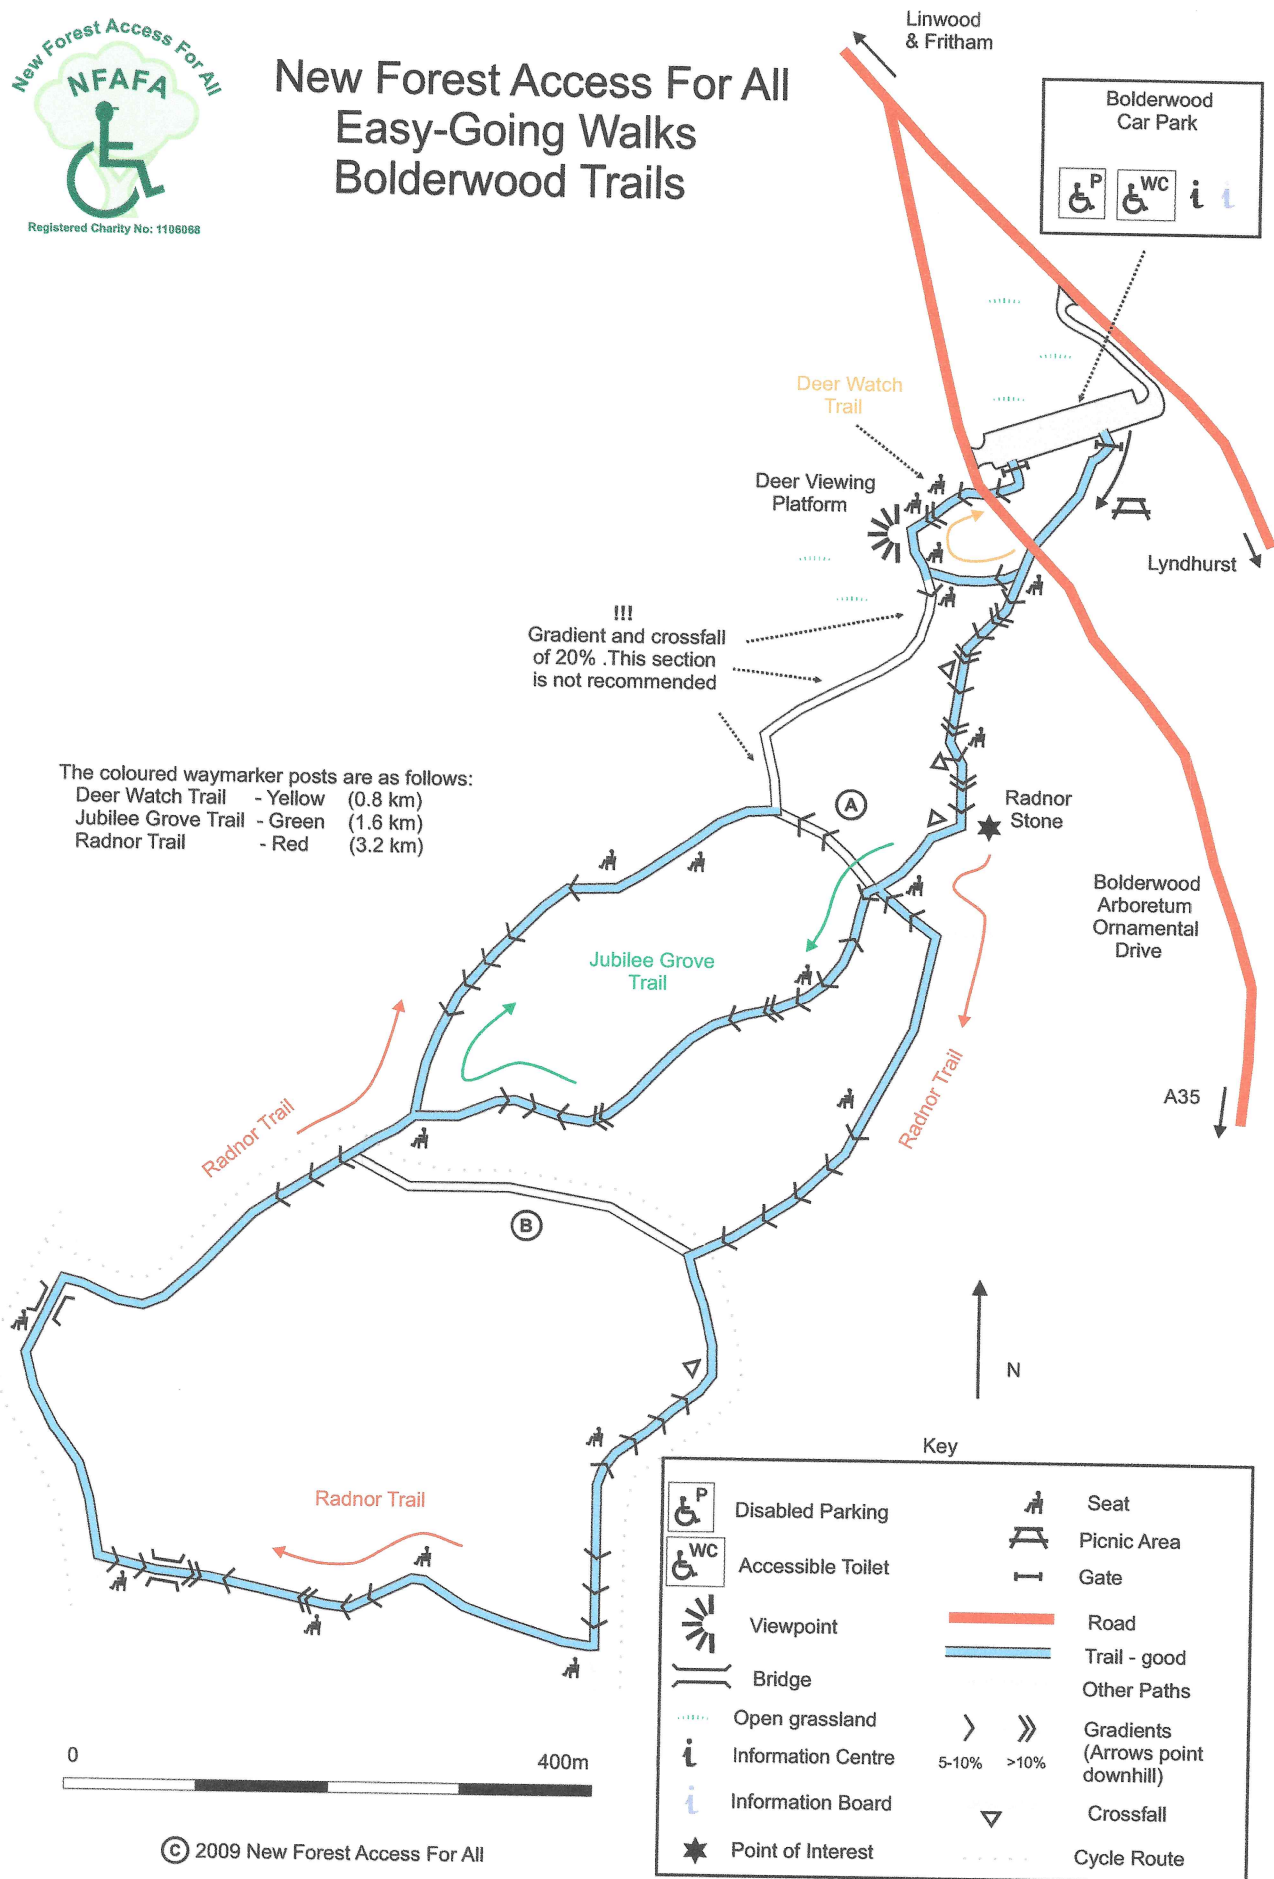 New Forest Access For All
NFAFA
Registered Charity No: 1106068
New Forest Access For All
Easy-Going Walks
Bolderwood Trails
Linwood
& Fritham
Bolderwood
Car Park
P
WC
i
i
Deer Watch
Trail
Deer Viewing
Platform
Lyndhurst
!!!
Gradient and crossfall
of 20% .This section
is not recommended
The coloured waymarker posts are as follows:
Deer Watch Trail - Yellow (0.8 km)
Jubilee Grove Trail - Green (1.6 km)
Radnor Trail - Red (3.2 km)
A
Radnor
Stone
Bolderwood
Arboretum
Ornamental
Drive
Jubilee Grove
Trail
Radnor Trail
A35
Radnor Trail
B
N
Radnor Trail
Key
P
Disabled Parking
WC
Accessible Toilet
Viewpoint
Bridge
Open grassland
i
Information Centre
i
Information Board
Point of Interest
Seat
Picnic Area
Gate
Road
Trail - good
Other Paths
Gradients
(Arrows point
downhill)
5-10% >10%
Crossfall
Cycle Route
0 400m
© 2009 New Forest Access For All